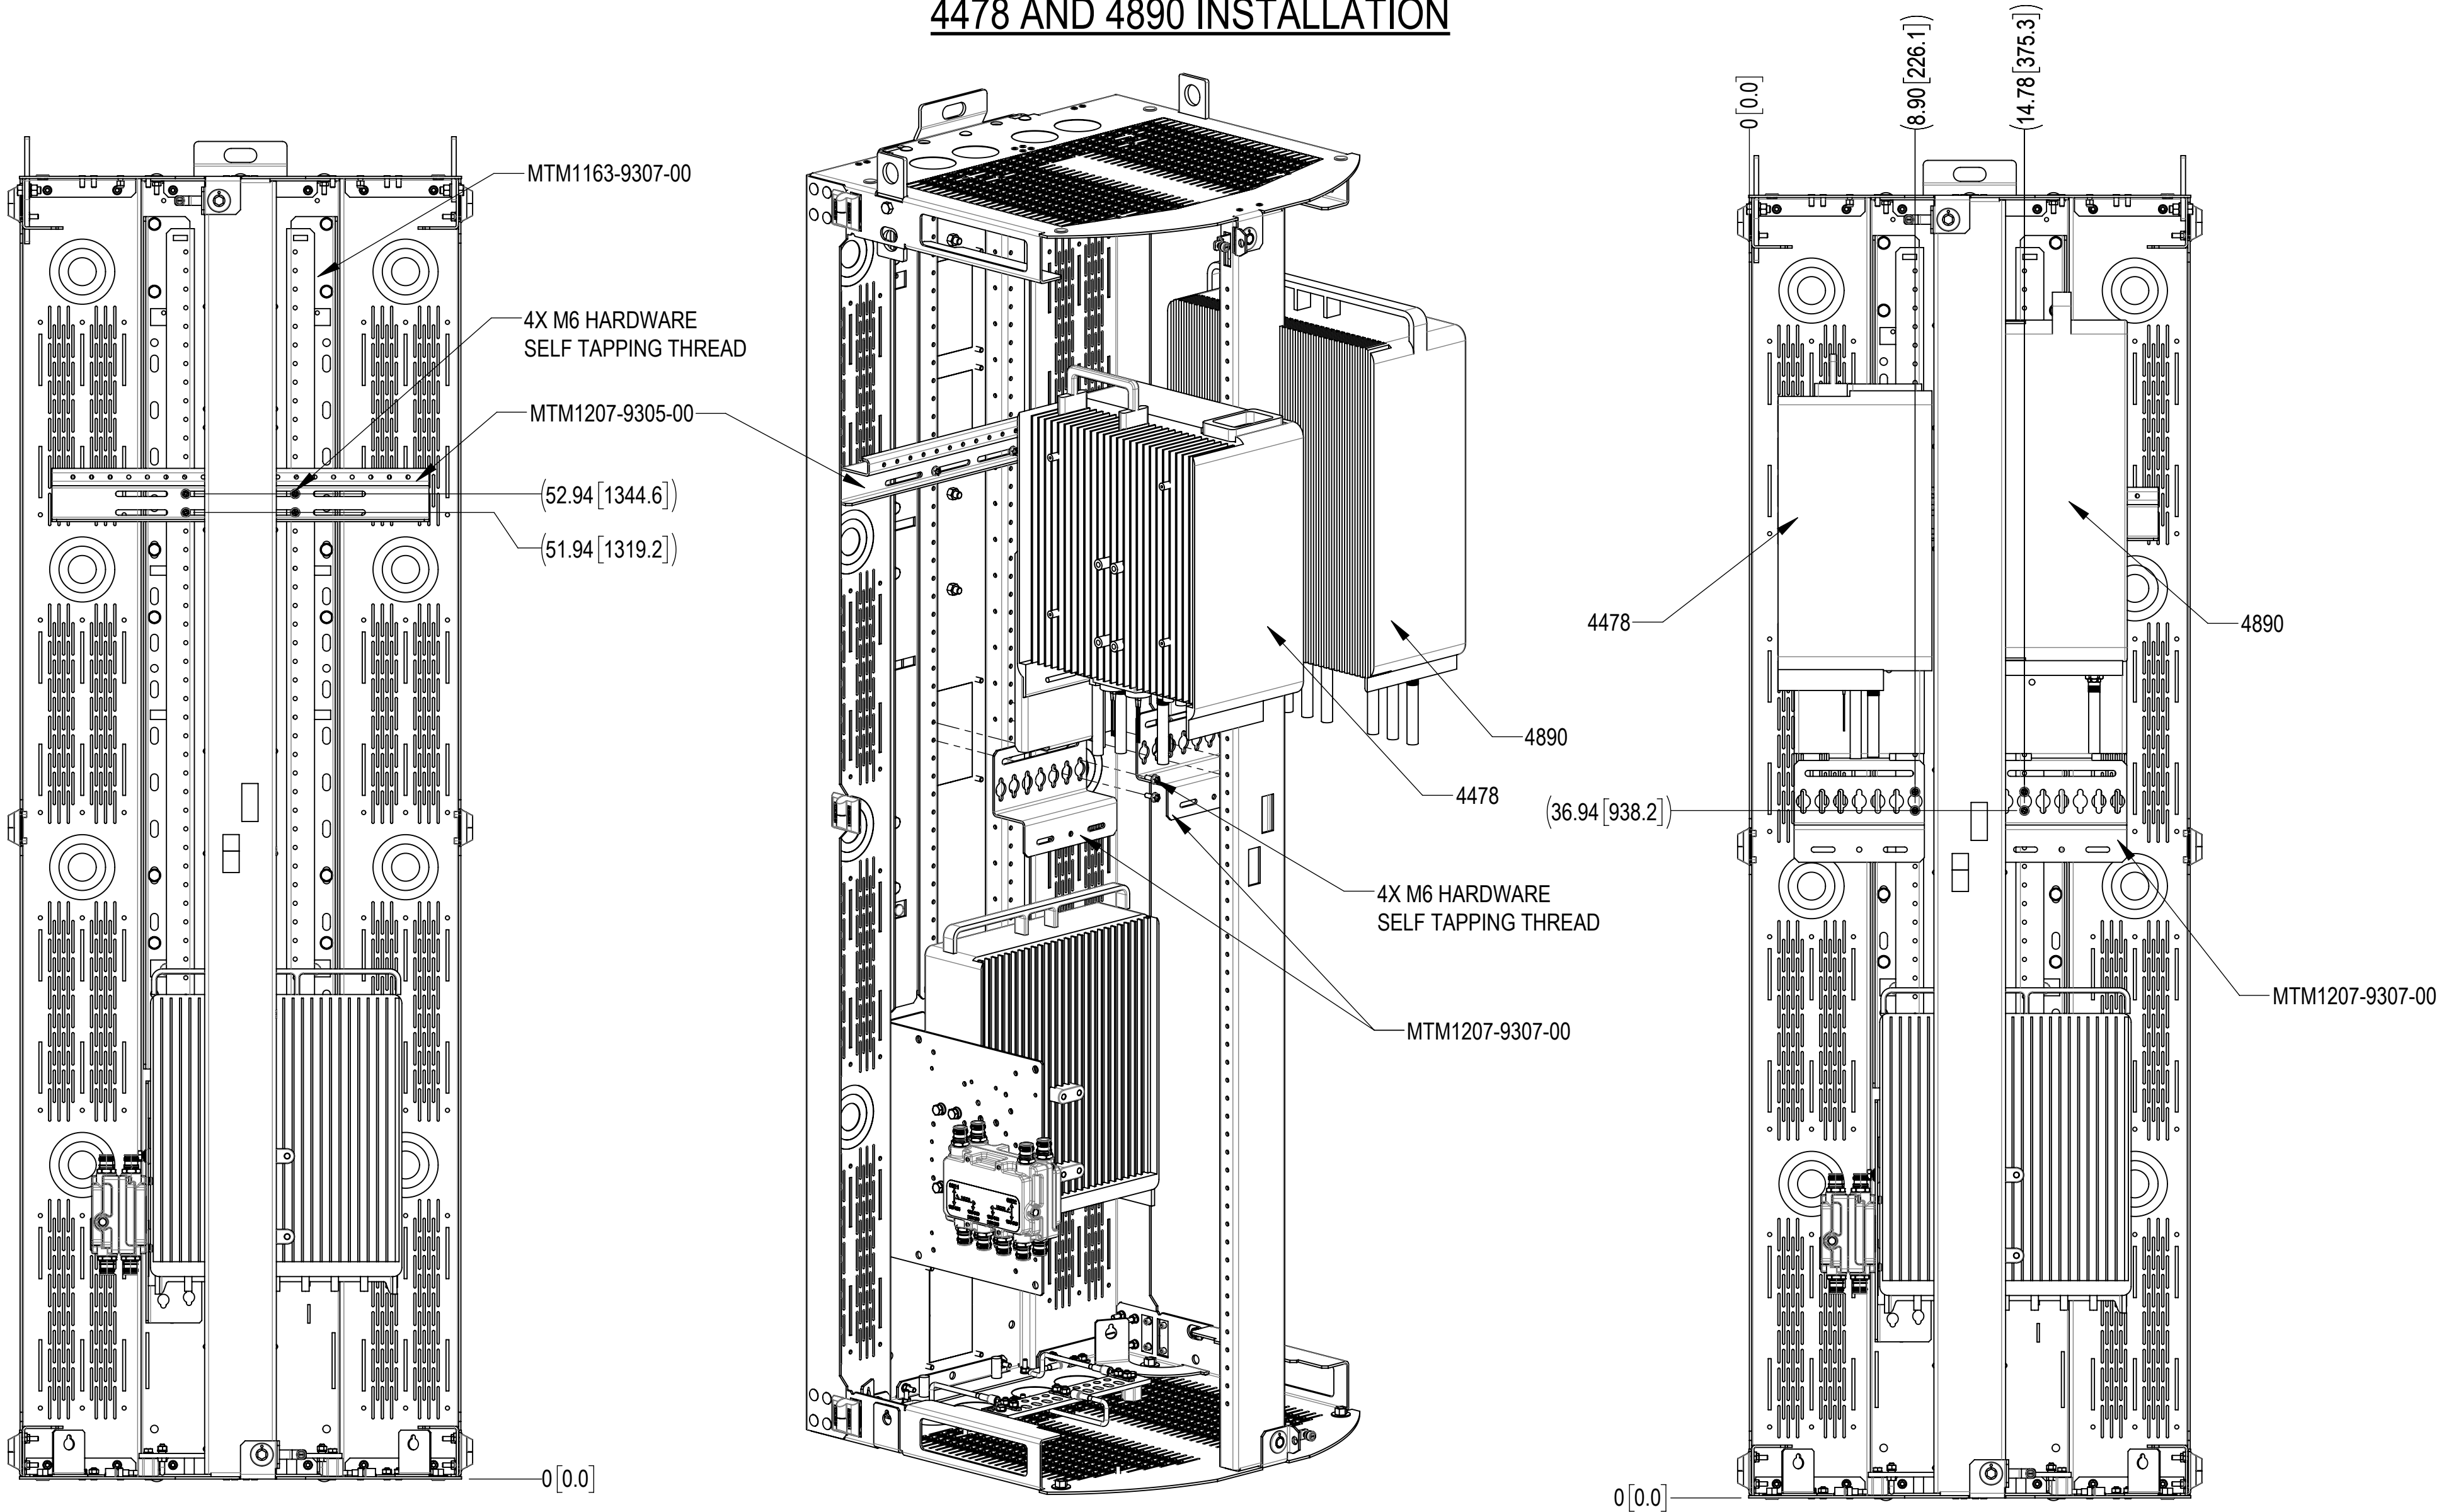 4478 AND 4890 INSTALLATION
MTM1163-9307-00
4X M6 HARDWARE
SELF TAPPING THREAD
MTM1207-9305-00
(52.94[1344.6])
(51.94[1319.2])
0[0.0]
4890
4478
4X M6 HARDWARE
SELF TAPPING THREAD
MTM1207-9307-00
0[0.0]
(8.90[226.1])
(14.78[375.3])
4478
4890
(36.94[938.2])
MTM1207-9307-00
0[0.0]